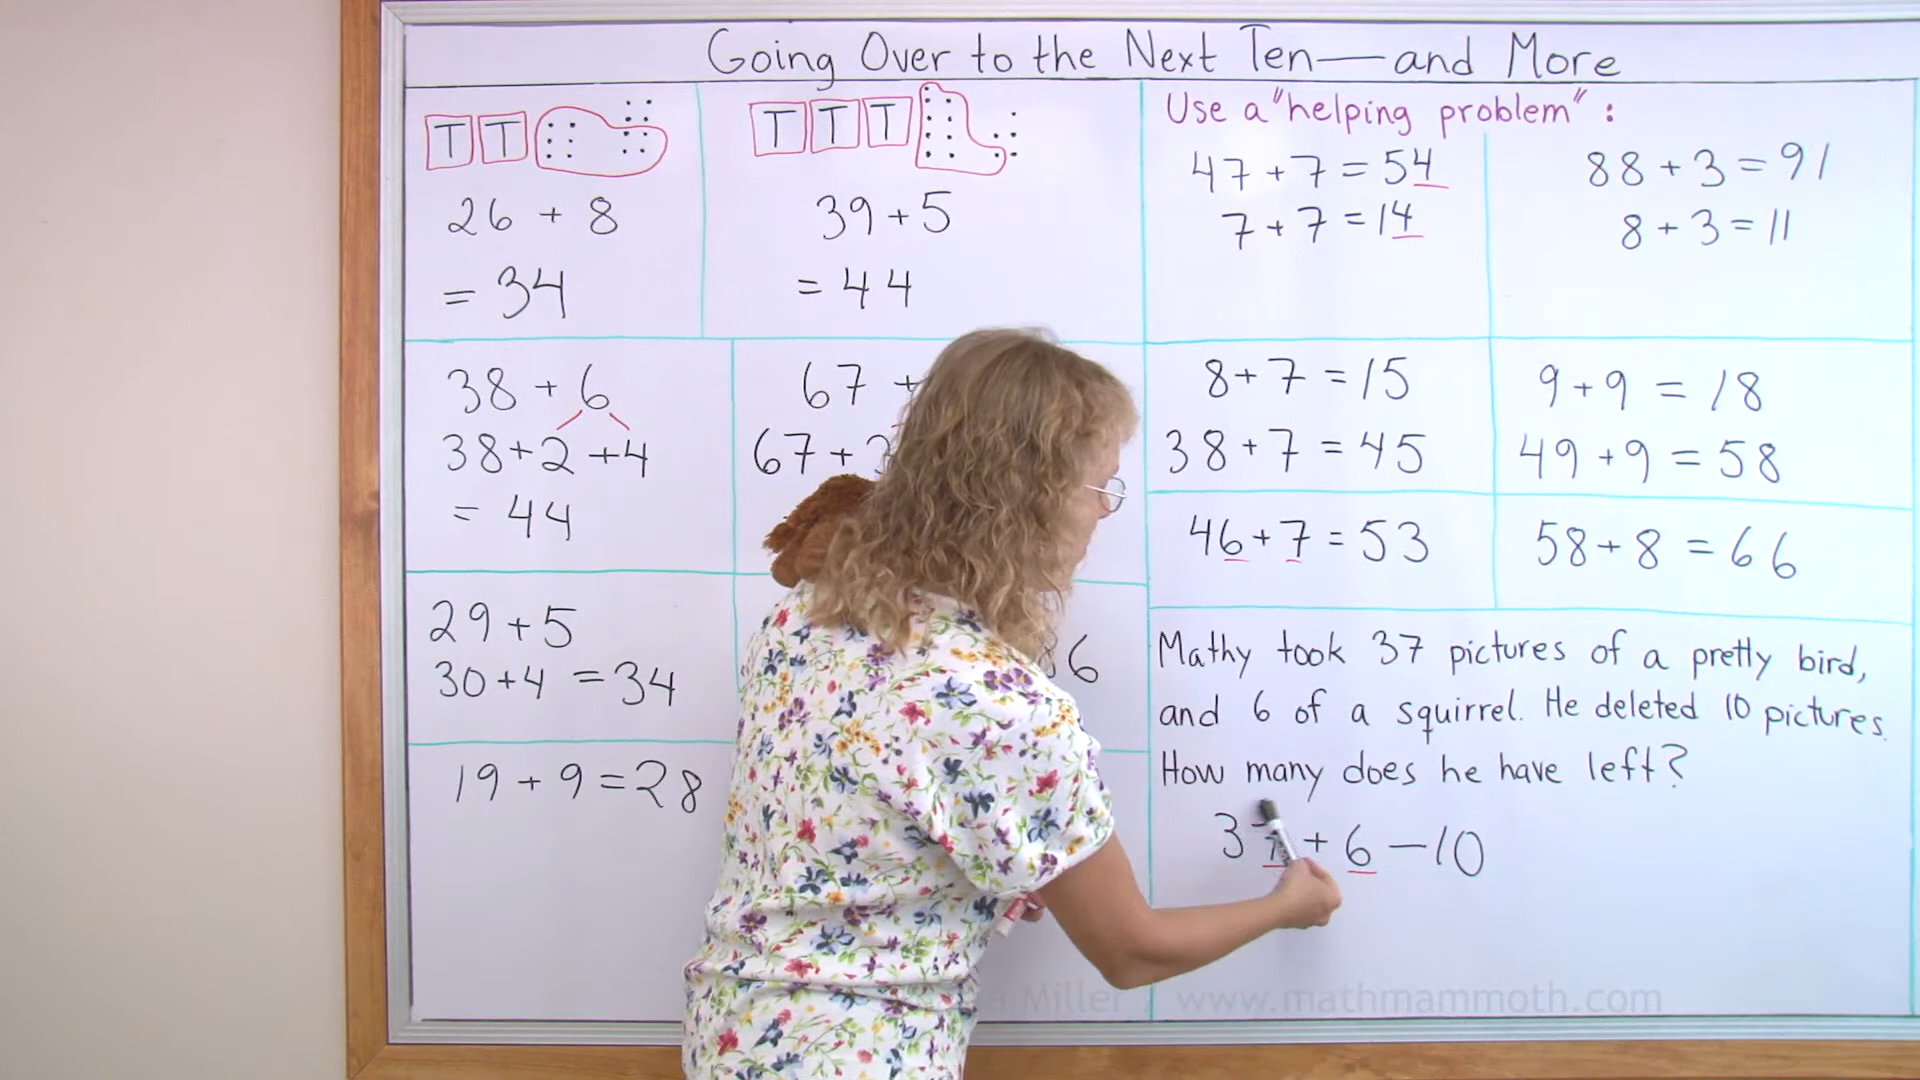 Going Over to the Next Ten—and More
T T
26 + 8
= 34
T T T
39 + 5
= 44
Use a "helping problem":
47 + 7 = 54
7 + 7 = 14
88 + 3 = 91
8 + 3 = 11
38 + 6
38 + 2 + 4
= 44
67 +
67 +
8 + 7 = 15
38 + 7 = 45
9 + 9 = 18
49 + 9 = 58
46 + 7 = 53
58 + 8 = 66
29 + 5
30 + 4 = 34
6
19 + 9 = 28
Mathy took 37 pictures of a pretty bird,
and 6 of a squirrel. He deleted 10 pictures.
How many does he have left?
37 + 6 — 10
Miller / www.mathmammoth.com